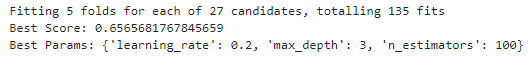 Fitting 5 folds for each of 27 candidates, totalling 135 fits
Best Score: 0.6565681767845659
Best Params: {'learning_rate': 0.2, 'max_depth': 3, 'n_estimators': 100}